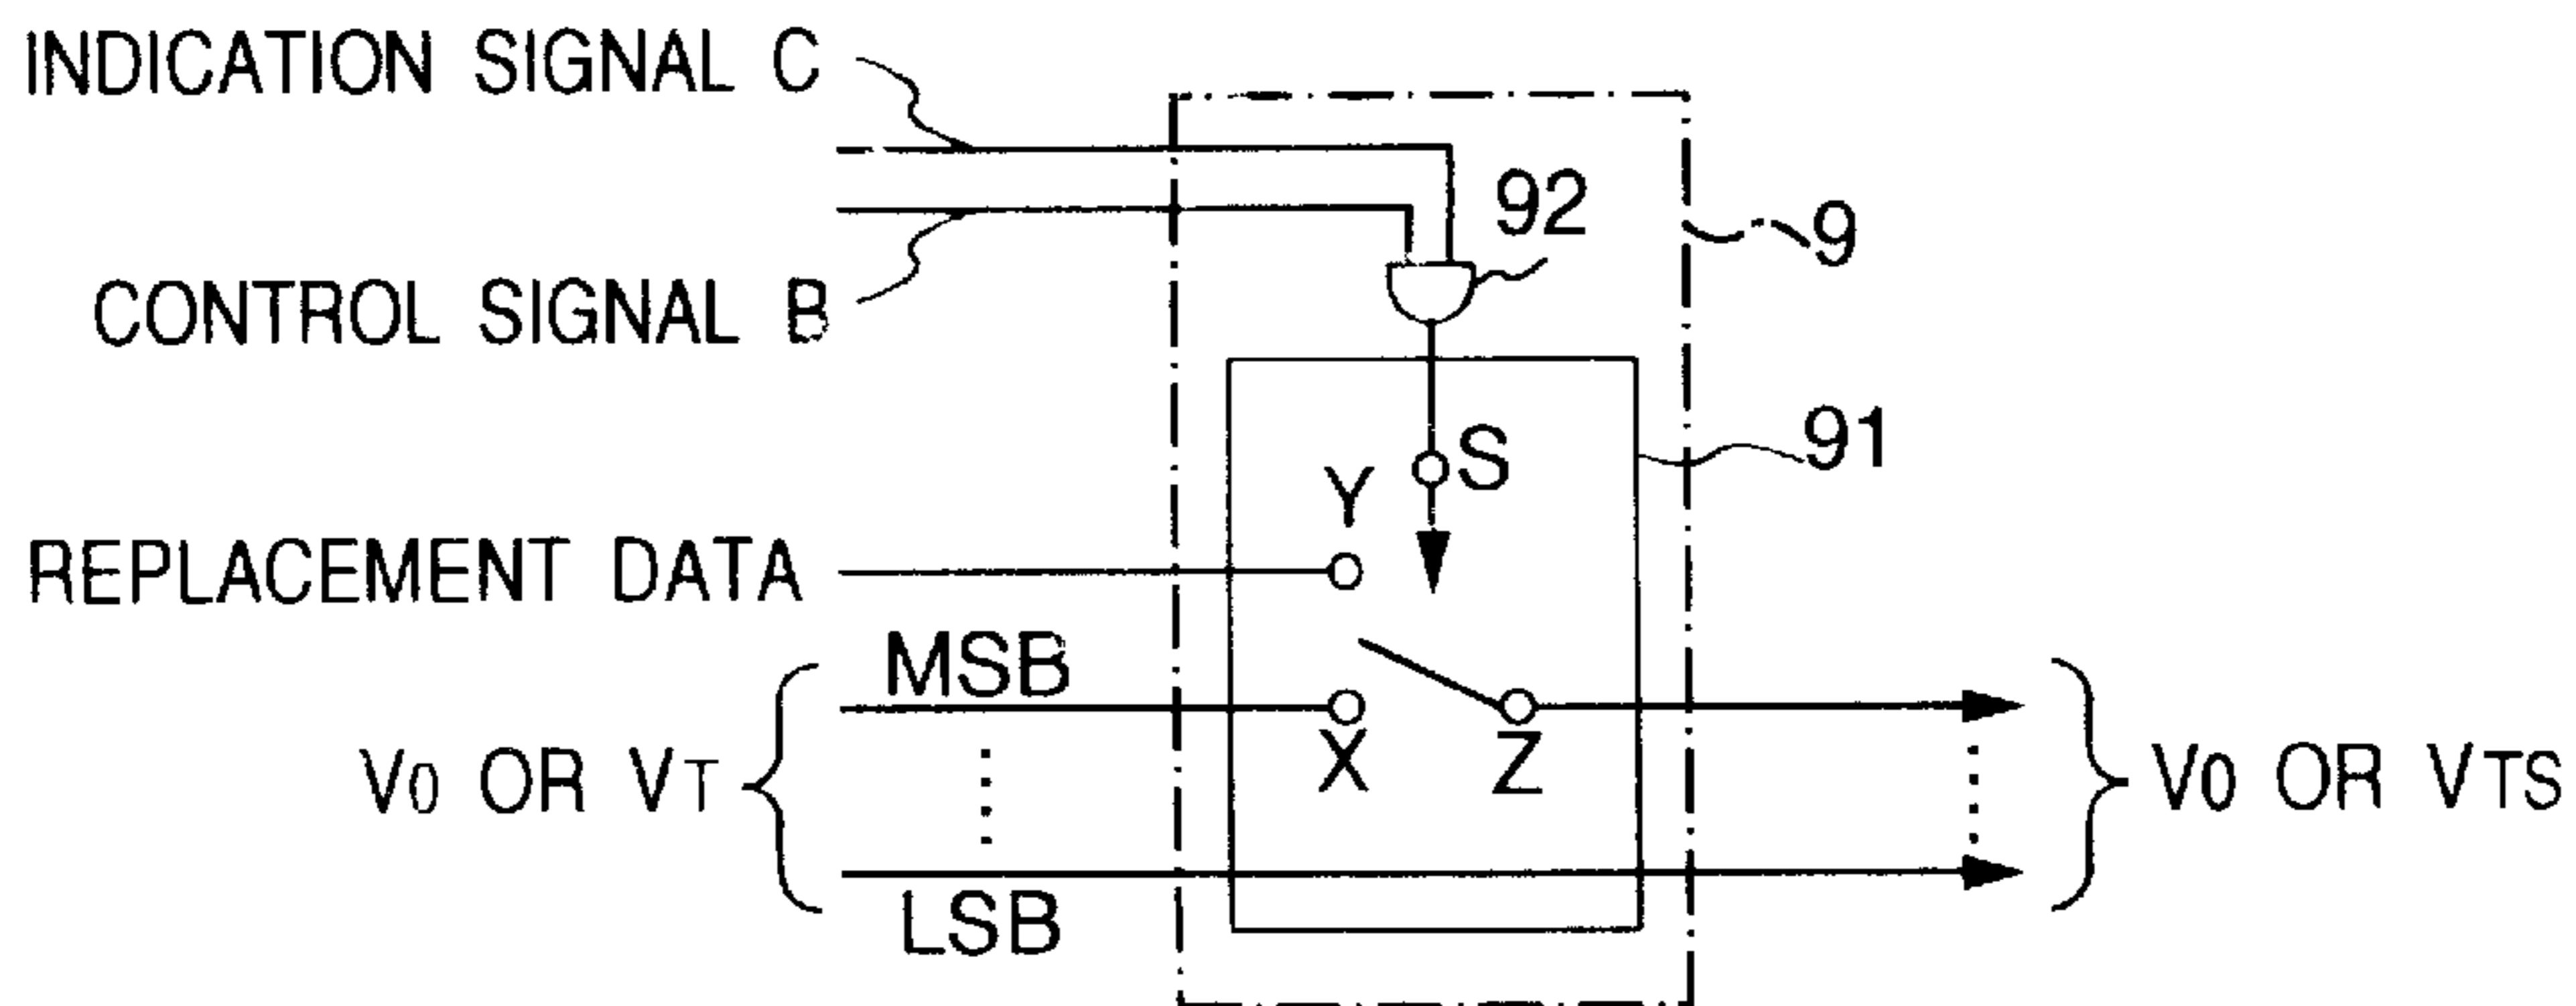 INDICATION SIGNAL C
92
9
CONTROL SIGNAL B
91
S
Y
REPLACEMENT DATA
MSB
X
Z
V0 OR VT
V0 OR VTS
LSB